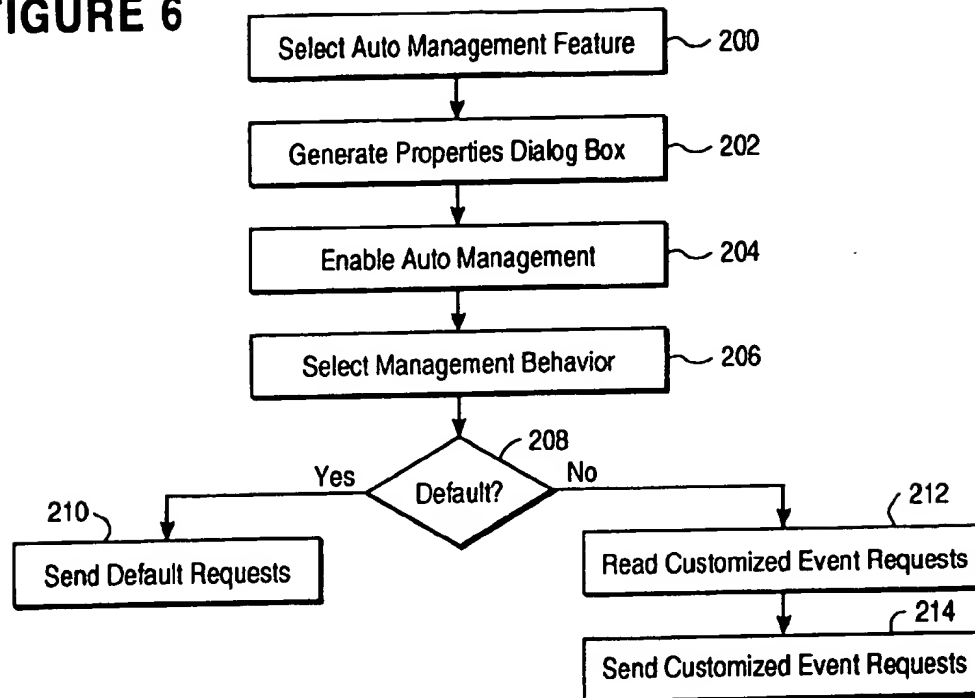 FIGURE 6
Select Auto Management Feature
200
Generate Properties Dialog Box
202
Enable Auto Management
204
Select Management Behavior
206
208
Yes
Default?
No
210
Send Default Requests
212
Read Customized Event Requests
214
Send Customized Event Requests